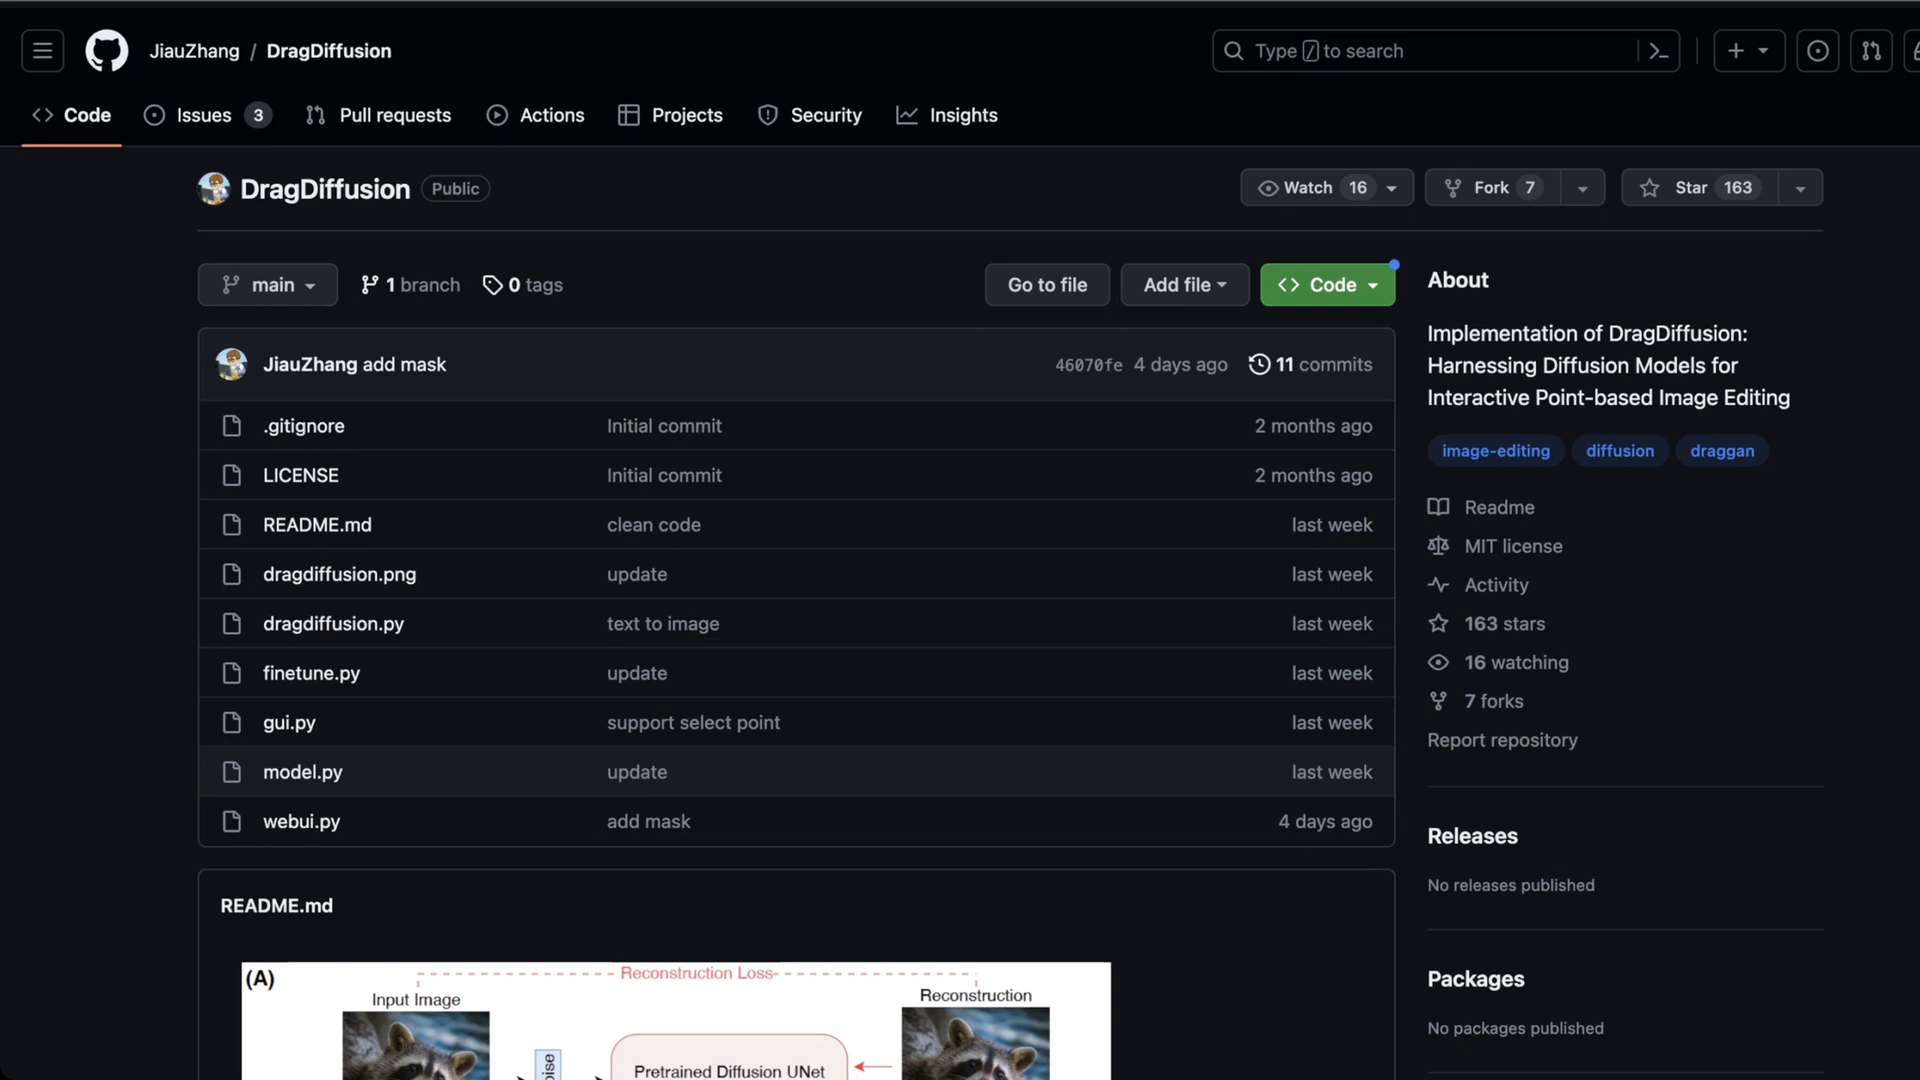 JiauZhang / DragDiffusion
Type / to search
Code
Issues 3
Pull requests
Actions
Projects
Security
Insights
DragDiffusion Public
Watch 16
Fork 7
Star 163
main
1 branch
0 tags
Go to file
Add file
Code
JiauZhang add mask 46070fe 4 days ago 11 commits
.gitignore Initial commit 2 months ago
LICENSE Initial commit 2 months ago
README.md clean code last week
dragdiffusion.png update last week
dragdiffusion.py text to image last week
finetune.py update last week
gui.py support select point last week
model.py update last week
webui.py add mask 4 days ago
README.md
(A)
Reconstruction Loss
Input Image
Reconstruction
Pretrained Diffusion UNet
About
Implementation of DragDiffusion:
Harnessing Diffusion Models for
Interactive Point-based Image Editing
image-editing diffusion draggan
Readme
MIT license
Activity
163 stars
16 watching
7 forks
Report repository
Releases
No releases published
Packages
No packages published